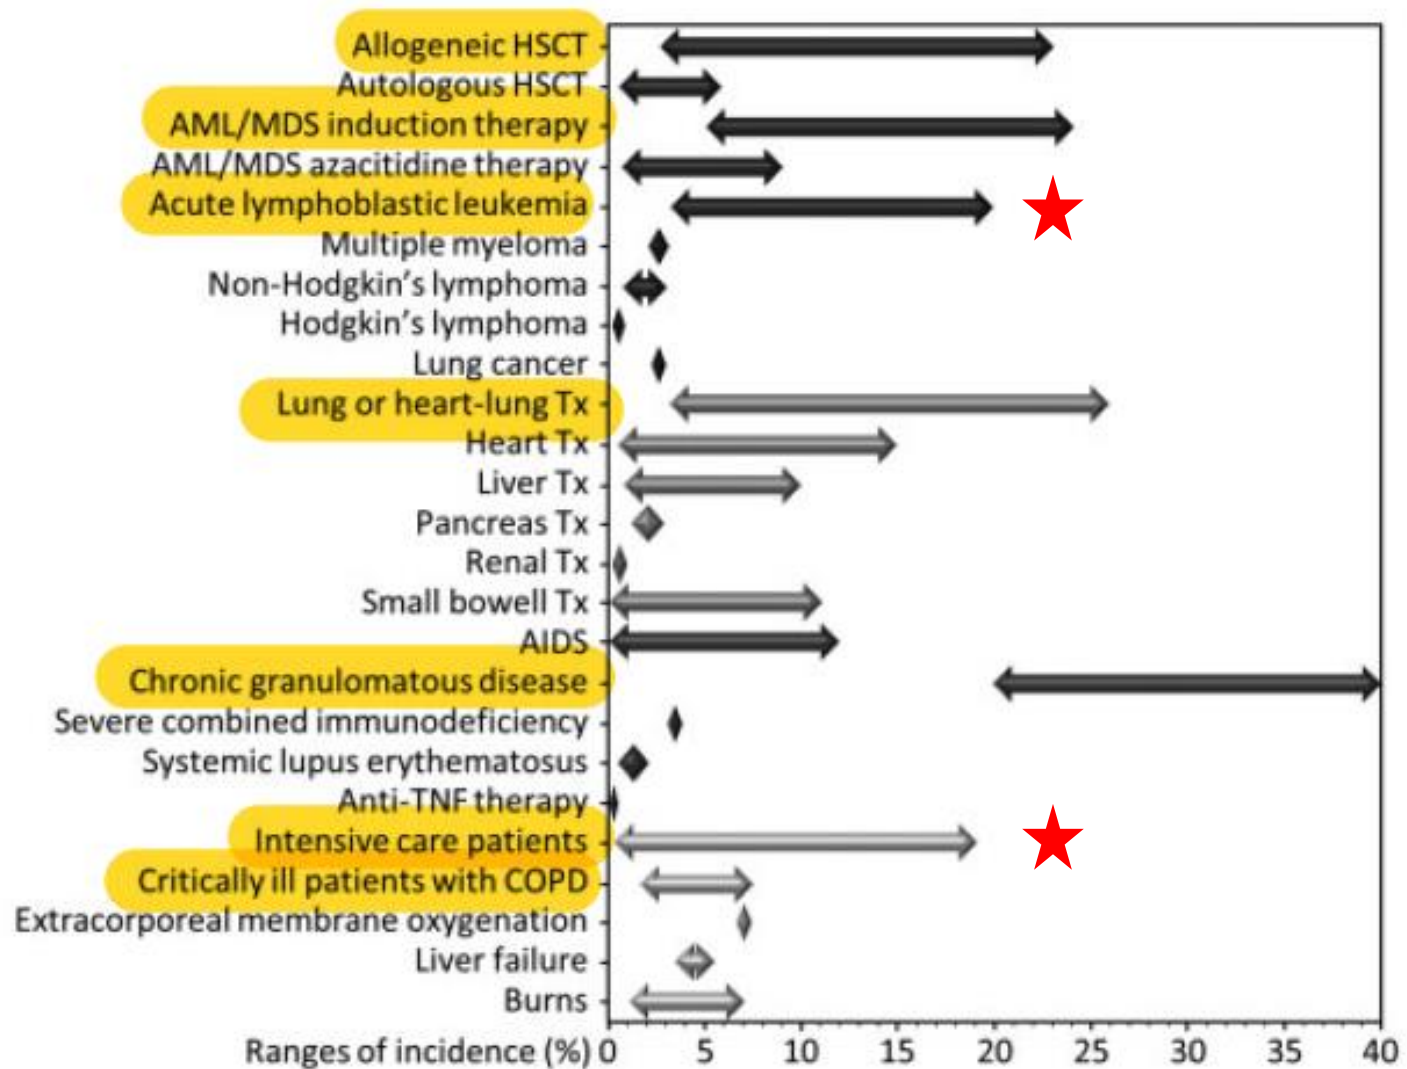 Allogeneic HSCT
Autologous HSCT
AML/MDS induction therapy
AML/MDS azacitidine therapy
Acute lymphoblastic leukemia
Multiple myeloma
Non-Hodgkin's lymphoma
Hodgkin's lymphoma
Lung cancer
Lung or heart-lung Tx
Heart Tx
Liver Tx
Pancreas Tx
Renal Tx
Small bowell Tx
AIDS
Chronic granulomatous disease
Severe combined immunodeficiency
Systemic lupus erythematosus
Anti-TNF therapy
Intensive care patients
Critically ill patients with COPD
Extracorporeal membrane oxygenation
Liver failure
Burns
Ranges of incidence (%) 0 5 10 15 20 25 30 35 40